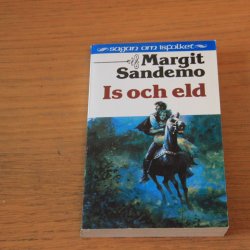 sagan om isfolket
Margit
Sandemo
Is och eld